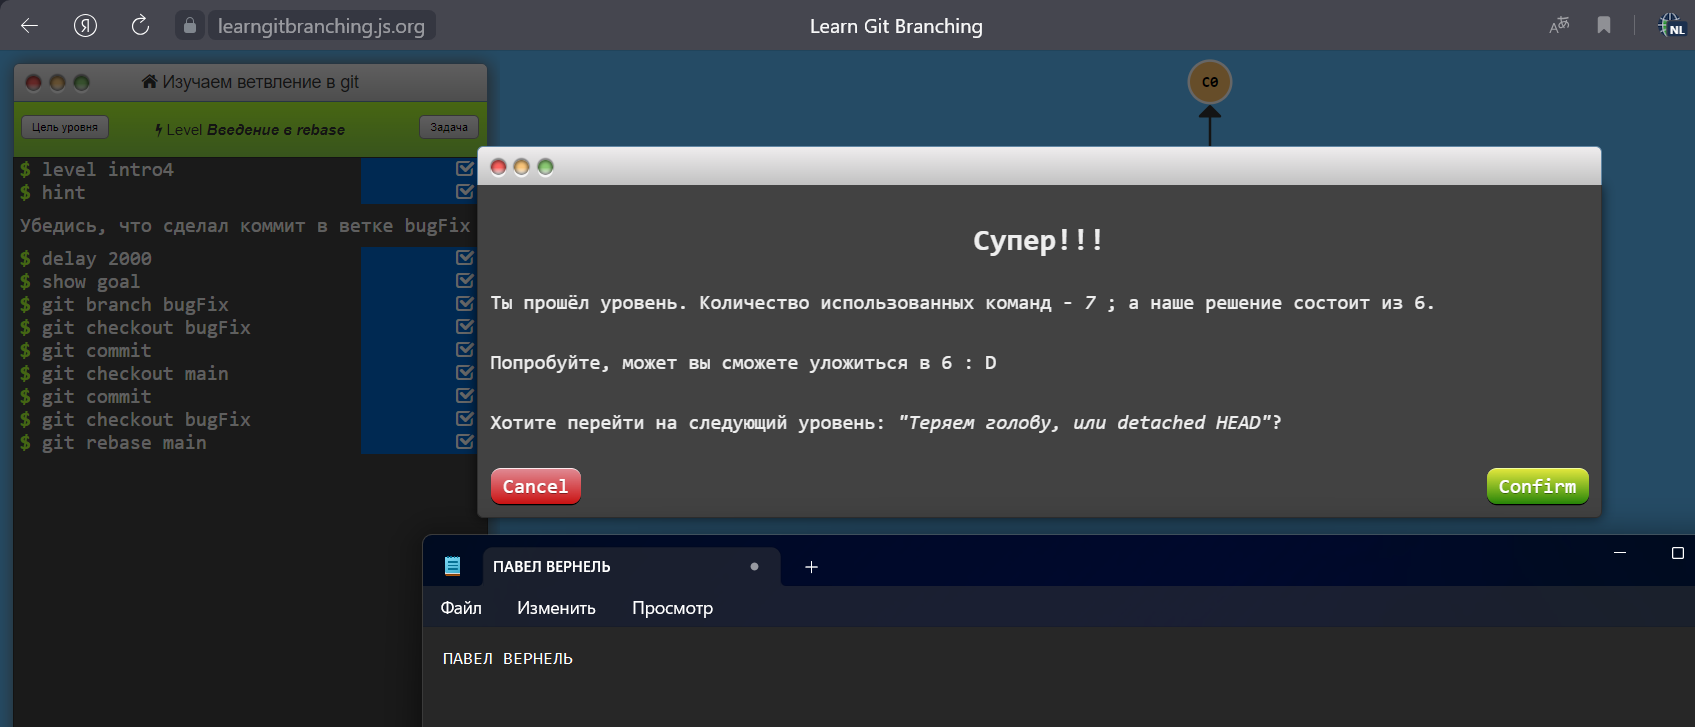 learngitbranching.js.org
Learn Git Branching
NL
Изучаем ветвление в git
Цель уровня
Level Введение в rebase
Задача
$ level intro4
$ hint
Убедись, что сделал коммит в ветке bugFix
$ delay 2000
$ show goal
$ git branch bugFix
$ git checkout bugFix
$ git commit
$ git checkout main
$ git commit
$ git checkout bugFix
$ git rebase main
C0
Супер!!!
Ты прошёл уровень. Количество использованных команд - 7 ; а наше решение состоит из 6.
Попробуйте, может вы сможете уложиться в 6 : D
Хотите перейти на следующий уровень: "Теряем голову, или detached HEAD"?
Cancel
Confirm
ПАВЕЛ ВЕРНЕЛЬ
Файл
Изменить
Просмотр
ПАВЕЛ ВЕРНЕЛЬ